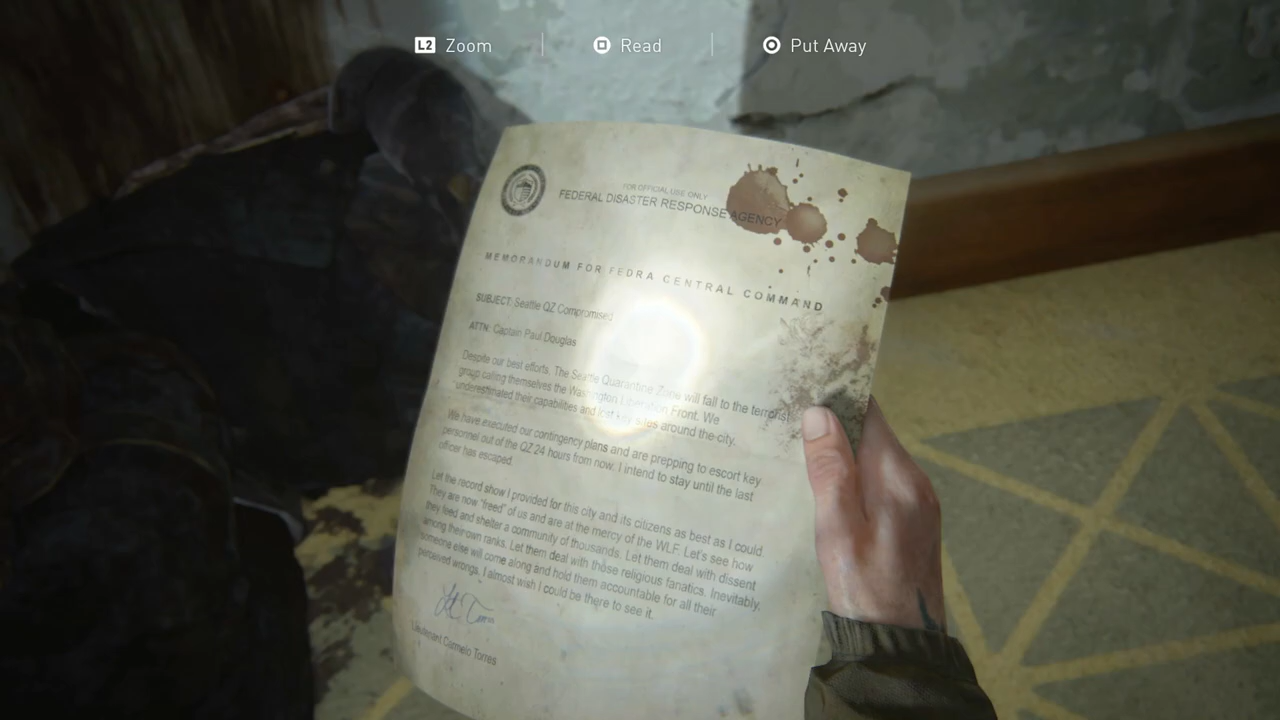 L2 Zoom Read Put Away
FOR OFFICIAL USE ONLY
FEDERAL DISASTER RESPONSE AGENCY
MEMORANDUM FOR FEDRA CENTRAL COMMAND
SUBJECT: Seattle QZ Compromised
ATTN: Captain Paul Douglas
Despite our best efforts, The Seattle Quarantine Zone will fall to the terrorist
group calling themselves the Washington Liberation Front. We
underestimated their capabilities and lost key sites around the city.
We have executed our contingency plans and are prepping to escort key
personnel out of the QZ 24 hours from now. I intend to stay until the last
officer has escaped.
Let the record show I provided for this city and its citizens as best as I could.
They are now "freed" of us and are at the mercy of the WLF. Let's see how
they feed and shelter a community of thousands. Let them deal with dissent
among their own ranks. Let them deal with those religious fanatics. Inevitably,
someone else will come along and hold them accountable for all their
perceived wrongs. I almost wish I could be there to see it.
Lieutenant Cornelio Torres